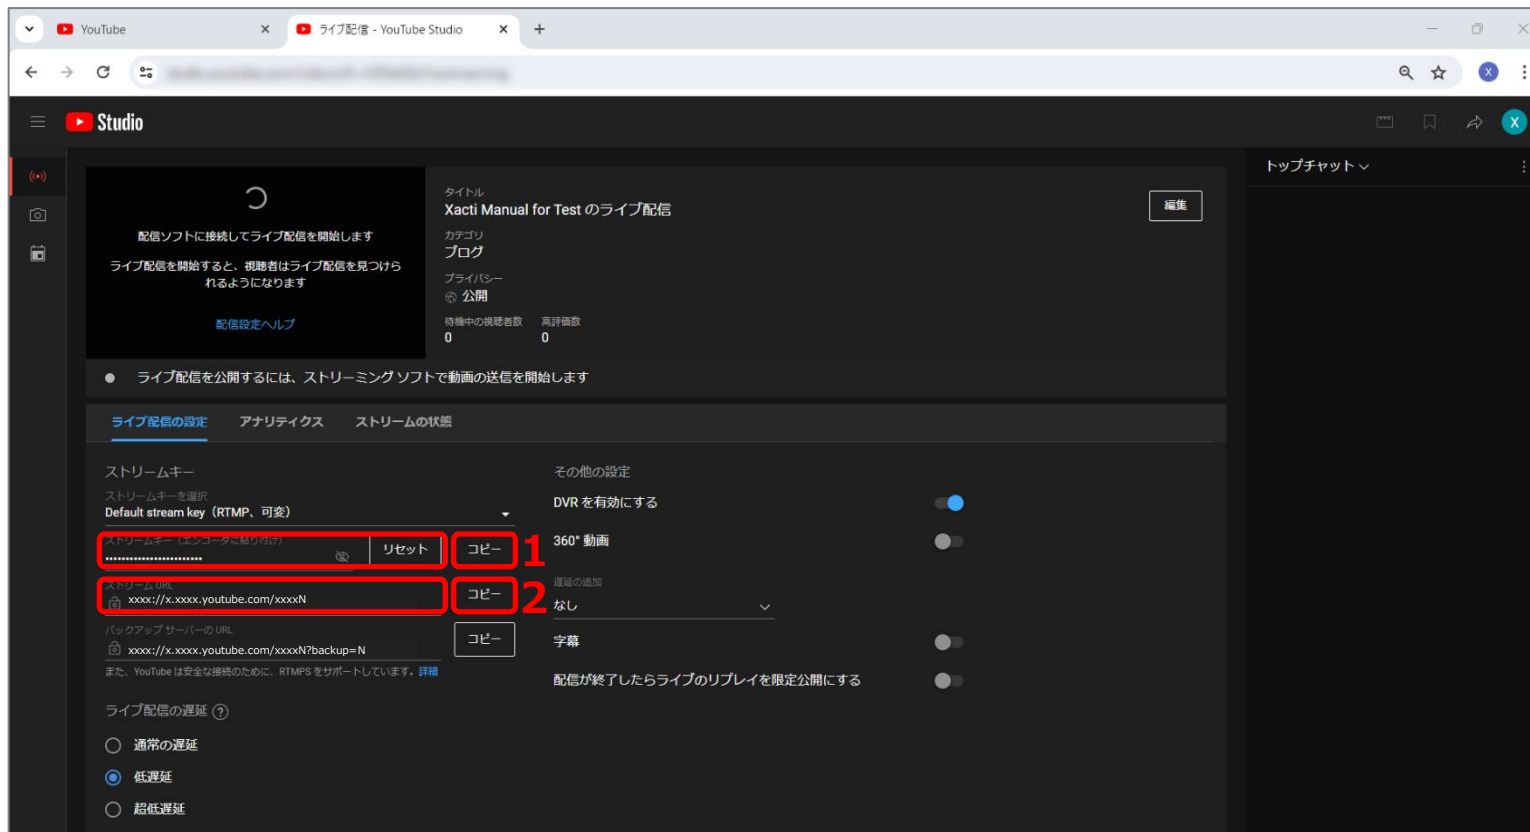 YouTube
ライブ配信 - YouTube Studio
X
Studio
X
トップチャット
配信ソフトに接続してライブ配信を開始します
ライブ配信を開始すると、視聴者はライブ配信を見つけら
れるようになります
配信設定ヘルプ
タイトル
Xacti Manual for Test のライブ配信
カテゴリ
ブログ
プライバシー
公開
待機中の視聴者数 高評価数
0 0
編集
ライブ配信を公開するには、ストリーミング ソフトで動画の送信を開始します
ライブ配信の設定 アナリティクス ストリームの状態
ストリームキー
ストリームキーを選択
Default stream key（RTMP、可変）
ストリームキー（エンコーダに貼り付け）
••••••••••••••••••••••••
リセット
コピー
1
ストリーム URL
xxxx://x.xxxx.youtube.com/xxxxN
コピー
2
バックアップ サーバーの URL
xxxx://x.xxxx.youtube.com/xxxxN?backup=N
コピー
また、YouTube は安全な接続のために、RTMPS をサポートしています。詳細
ライブ配信の遅延 ?
通常の遅延
低遅延
超低遅延
その他の設定
DVR を有効にする
360° 動画
遅延の追加
なし
字幕
配信が終了したらライブのリプレイを限定公開にする